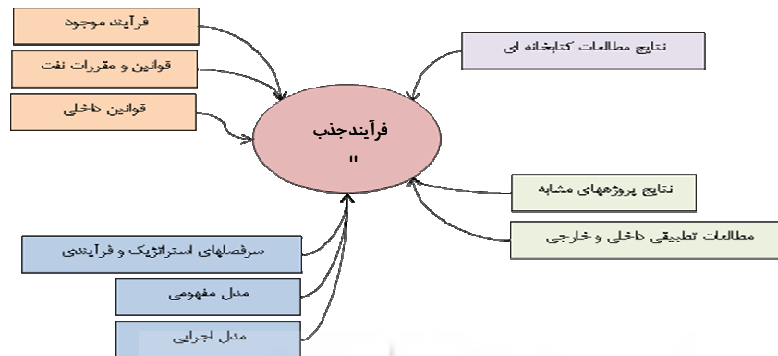 فرآیند موجود
قوانین و مقررات نفت
قوانین داخلی
نتایج مطالعات کتابخانه ای
فرآیندجذب
"
نتایج پروژههای مشابه
مطالعات تطبیقی داخلی و خارجی
سرفصلهای استراتژیک و فرآیندی
مدل مفهومی
مدل اجرایی